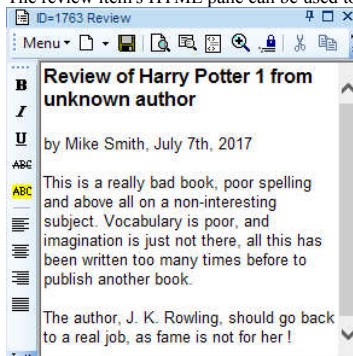 The review item's HTML pane can be used to
ID=1763 Review
Menu
B Review of Harry Potter 1 from
unknown author
I
U by Mike Smith, July 7th, 2017
ABC
ABC This is a really bad book, poor spelling
and above all on a non-interesting
subject. Vocabulary is poor, and
imagination is just not there, all this has
been written too many times before to
publish another book.
The author, J. K. Rowling, should go back
to a real job, as fame is not for her !